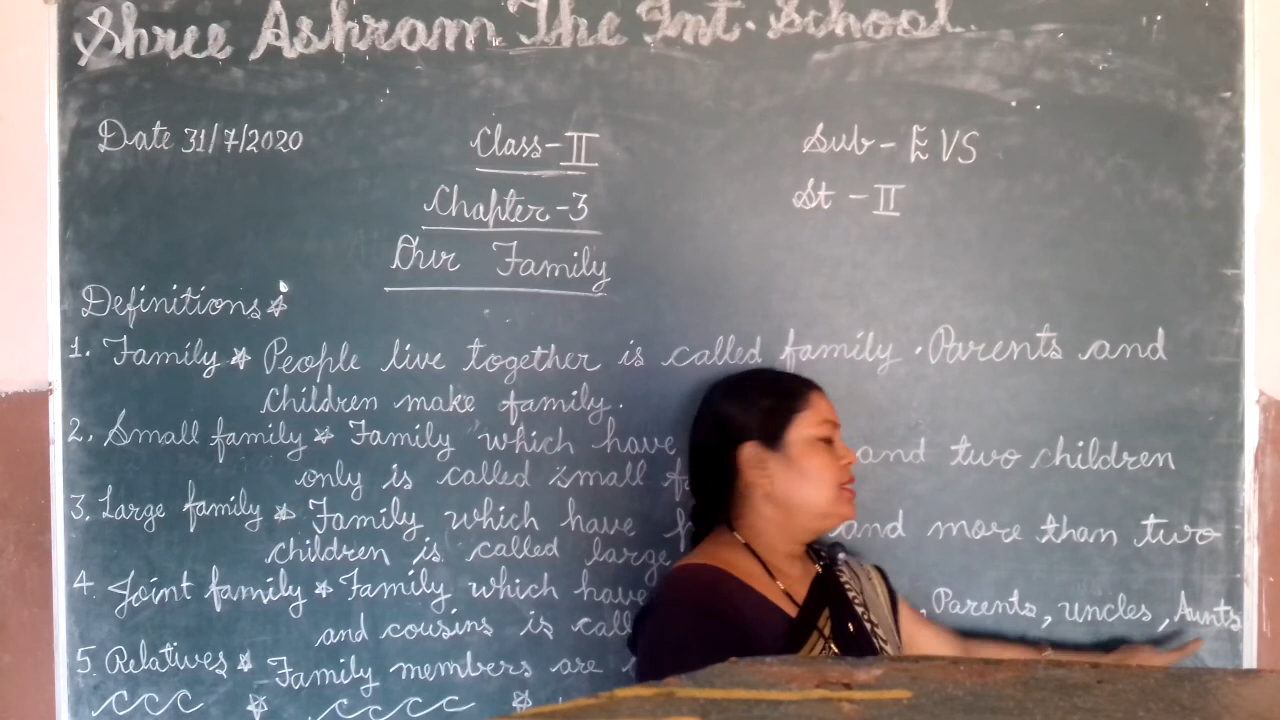 Shree Ashram The Int. School.
Date 31/7/2020
Class-II
Sub - EVS
Chapter-3
St - II
Our Family
Definitions
1. Family * People live together is called family. Parents and
children make family.
2. Small family * Family which have and two children
only is called small
3. Large family * Family which have and more than two
children is called large
4. Joint family * Family which have , Parents, uncles, Aunts
and cousins is
5. Relatives * Family members are